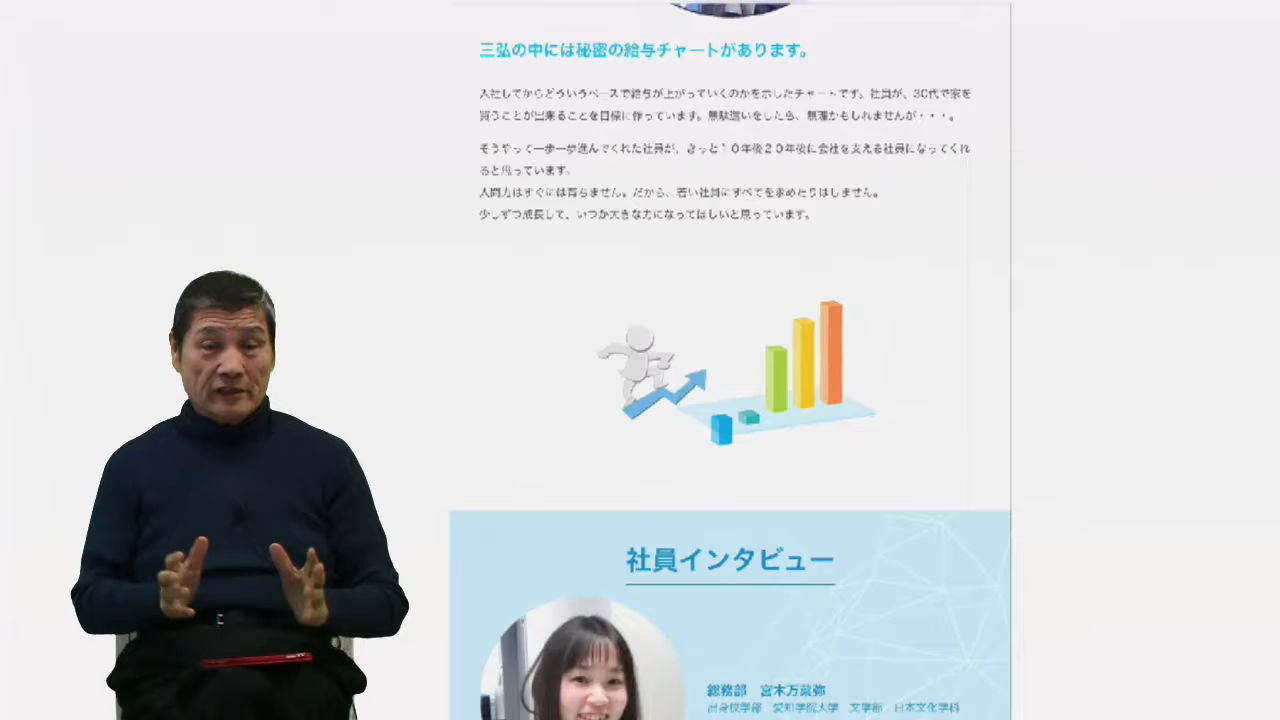 三弘の中には秘密の給与チャートがあります。
入社してからどういうペースで給与が上がっていくのかを示したチャートです。社員が、30代で家を
買うことが出来ることを目標に作っています。無駄遣いをしたら、無理かもしれませんが・・・。
そうやって一歩一歩進んでくれた社員が、きっと１０年後２０年後に会社を支える社員になってくれ
ると思っています。
人間力はすぐには育ちません。だから、若い社員にすべてを求めたりはしません。
少しずつ成長して、いつか大きな力になってほしいと思っています。
社員インタビュー
総務部　宮木万菜弥
出身校学部　愛知学院大学　文学部　日本文化学科